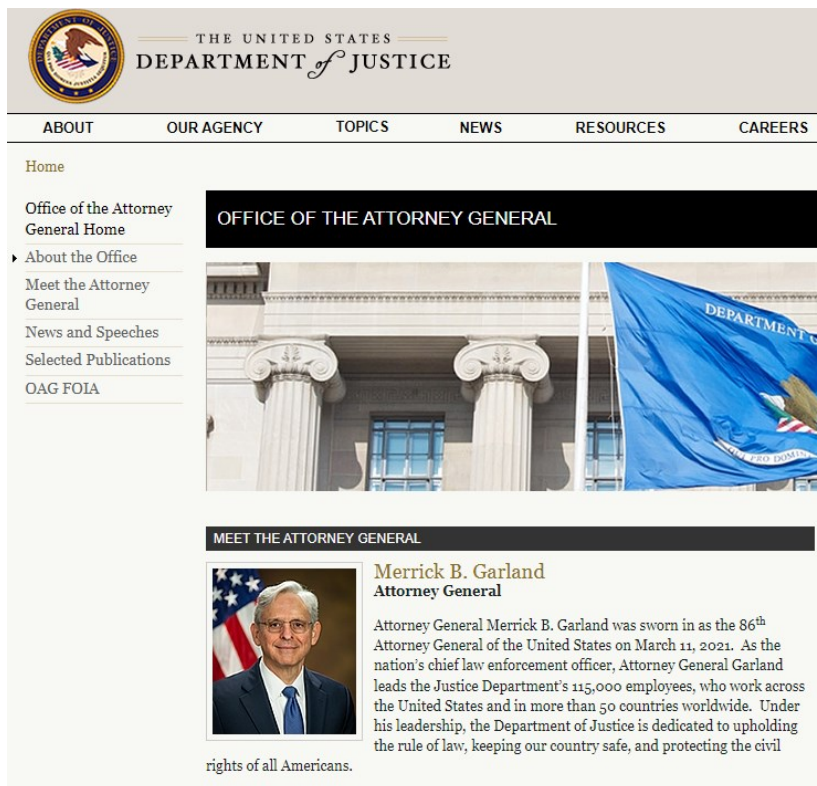 THE UNITED STATES
DEPARTMENT of JUSTICE
ABOUT OUR AGENCY TOPICS NEWS RESOURCES CAREERS
Home
Office of the Attorney
General Home
About the Office
Meet the Attorney
General
News and Speeches
Selected Publications
OAG FOIA
OFFICE OF THE ATTORNEY GENERAL
DEPARTMENT
QUI PRO DOMIN
MEET THE ATTORNEY GENERAL
Merrick B. Garland
Attorney General
Attorney General Merrick B. Garland was sworn in as the 86th
Attorney General of the United States on March 11, 2021. As the
nation's chief law enforcement officer, Attorney General Garland
leads the Justice Department's 115,000 employees, who work across
the United States and in more than 50 countries worldwide. Under
his leadership, the Department of Justice is dedicated to upholding
the rule of law, keeping our country safe, and protecting the civil
rights of all Americans.